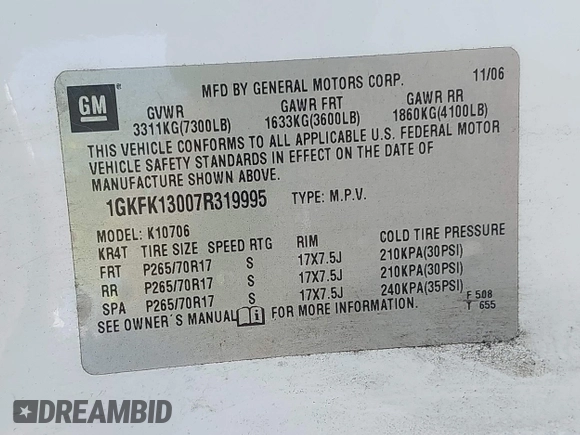 GM
MFD BY GENERAL MOTORS CORP. 11/06
GVWR GAWR FRT GAWR RR
3311KG(7300LB) 1633KG(3600LB) 1860KG(4100LB)
THIS VEHICLE CONFORMS TO ALL APPLICABLE U.S. FEDERAL MOTOR
VEHICLE SAFETY STANDARDS IN EFFECT ON THE DATE OF
MANUFACTURE SHOWN ABOVE.
1GKFK13007R319995 TYPE: M.P.V.
MODEL: K10706
KR4T TIRE SIZE SPEED RTG RIM COLD TIRE PRESSURE
FRT P265/70R17 S 17X7.5J 210KPA(30PSI)
RR P265/70R17 S 17X7.5J 210KPA(30PSI)
SPA P265/70R17 S 17X7.5J 240KPA(35PSI)
SEE OWNER'S MANUAL i FOR MORE INFORMATION.
F 508
T 655
DREAMBID